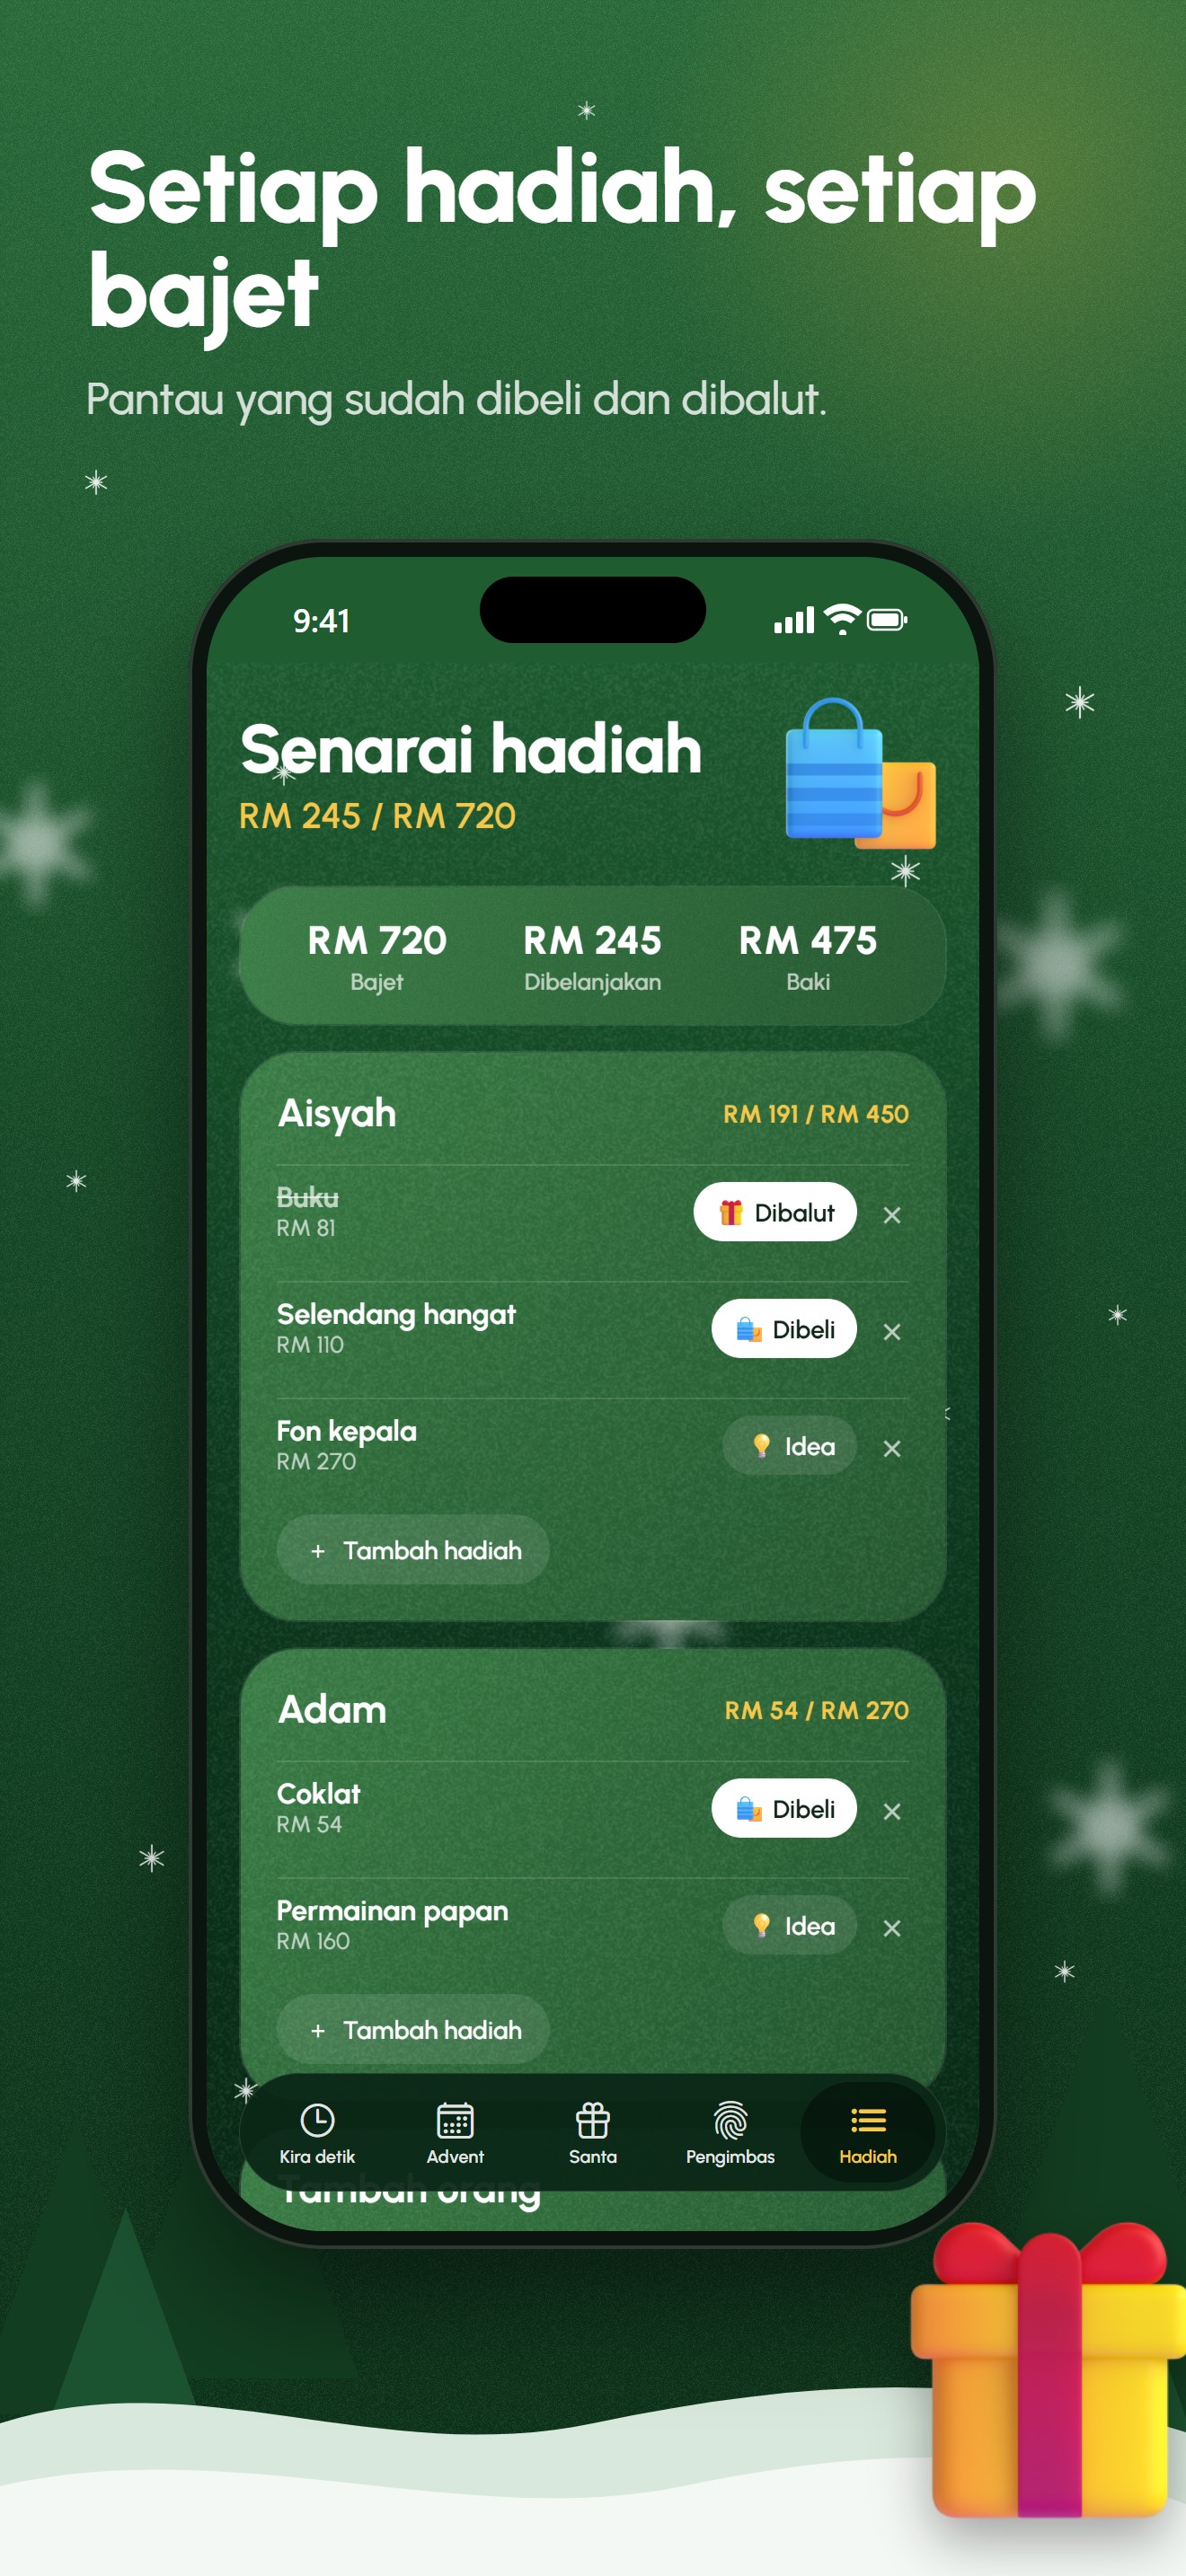 Setiap hadiah, setiap
bajet
Pantau yang sudah dibeli dan dibalut.
9:41
Senarai hadiah
RM 245 / RM 720
RM 720 RM 245 RM 475
Bajet Dibelanjakan Baki
Aisyah RM 191 / RM 450
Buku Dibalut
RM 81
Selendang hangat Dibeli
RM 110
Fon kepala Idea
RM 270
+ Tambah hadiah
Adam RM 54 / RM 270
Coklat Dibeli
RM 54
Permainan papan Idea
RM 160
+ Tambah hadiah
Kira detik Advent Santa Pengimbas Hadiah
Tambah orang